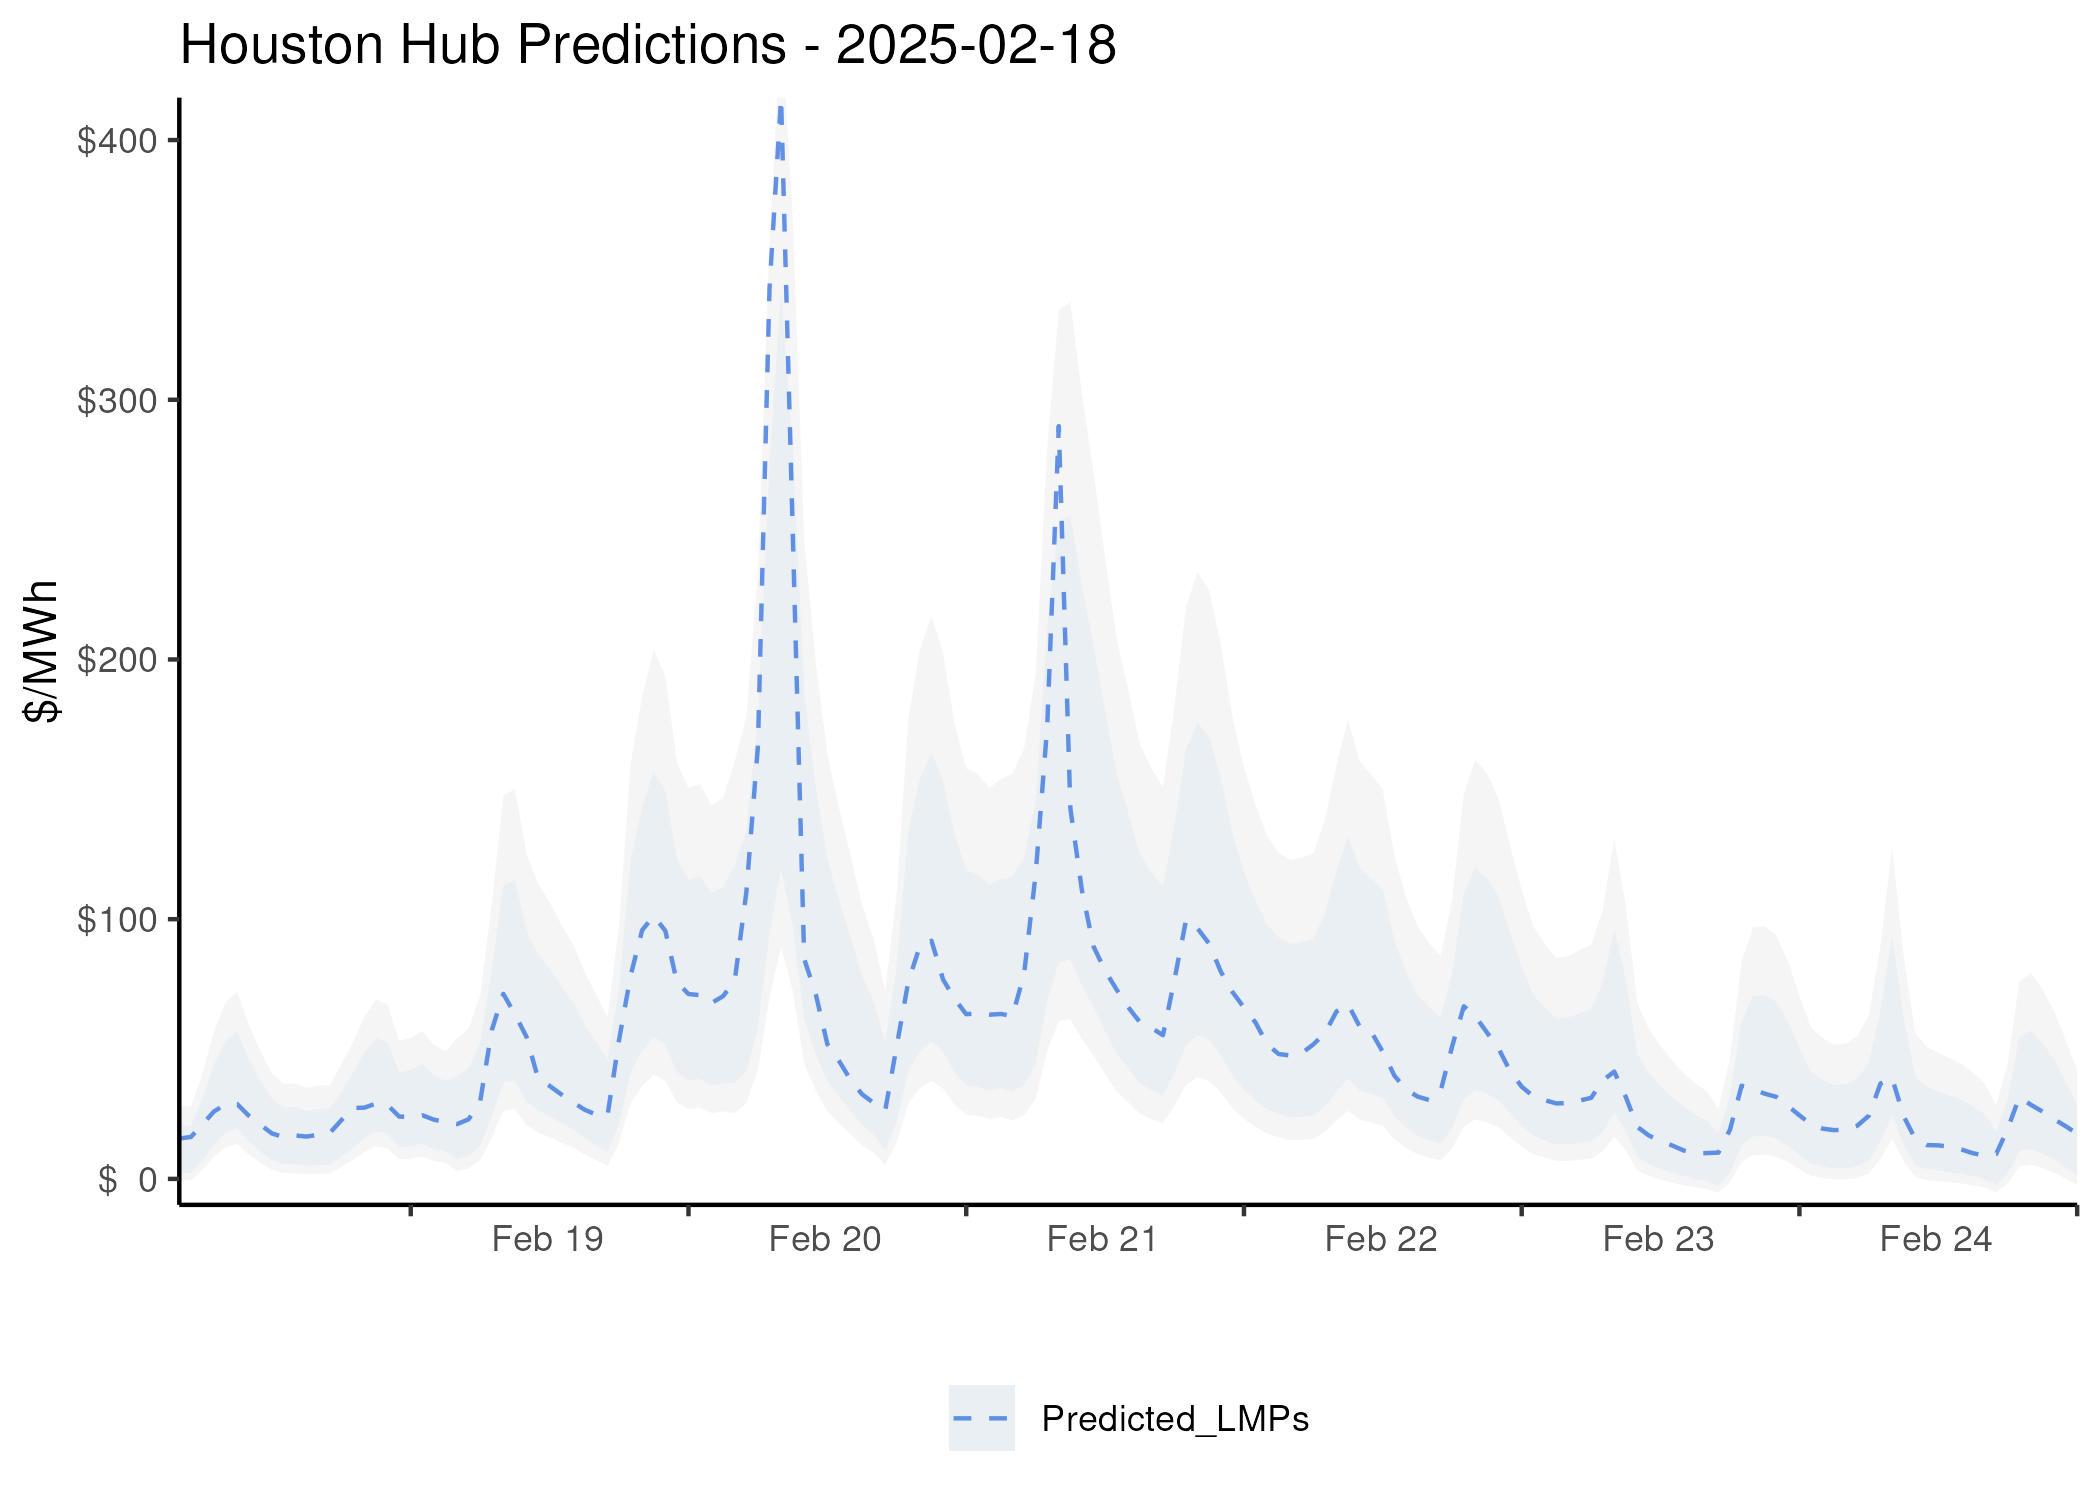 Houston Hub Predictions - 2025-02-18
$/MWh
$400
$300
$200
$100
$  0
Feb 19
Feb 20
Feb 21
Feb 22
Feb 23
Feb 24
Predicted_LMPs